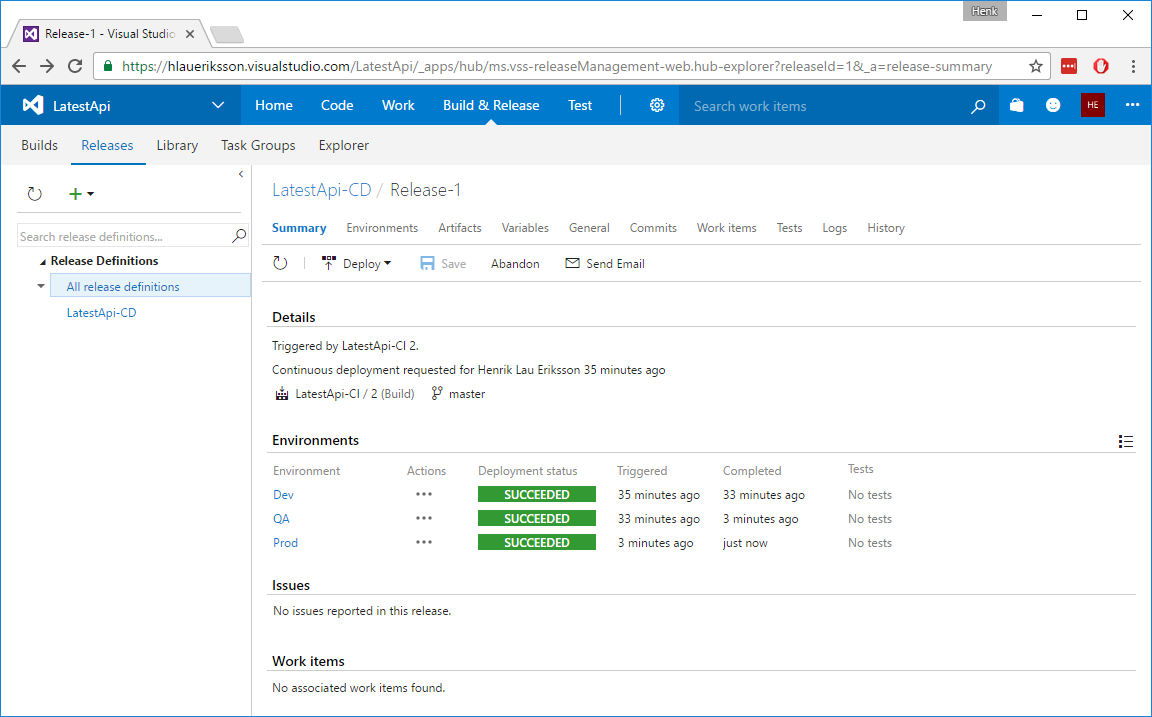 Henk
Release-1 - Visual Studio
https://hlaueriksson.visualstudio.com/LatestApi/_apps/hub/ms.vss-releaseManagement-web.hub-explorer?releaseId=1&_a=release-summary
LatestApi Home Code Work Build & Release Test Search work items HE
Builds Releases Library Task Groups Explorer
Search release definitions...
Release Definitions
All release definitions
LatestApi-CD
LatestApi-CD / Release-1
Summary Environments Artifacts Variables General Commits Work items Tests Logs History
Deploy Save Abandon Send Email
Details
Triggered by LatestApi-CI 2.
Continuous deployment requested for Henrik Lau Eriksson 35 minutes ago
LatestApi-CI / 2 (Build) master
Environments
Environment Actions Deployment status Triggered Completed Tests
Dev ••• SUCCEEDED 35 minutes ago 33 minutes ago No tests
QA ••• SUCCEEDED 33 minutes ago 3 minutes ago No tests
Prod ••• SUCCEEDED 3 minutes ago just now No tests
Issues
No issues reported in this release.
Work items
No associated work items found.